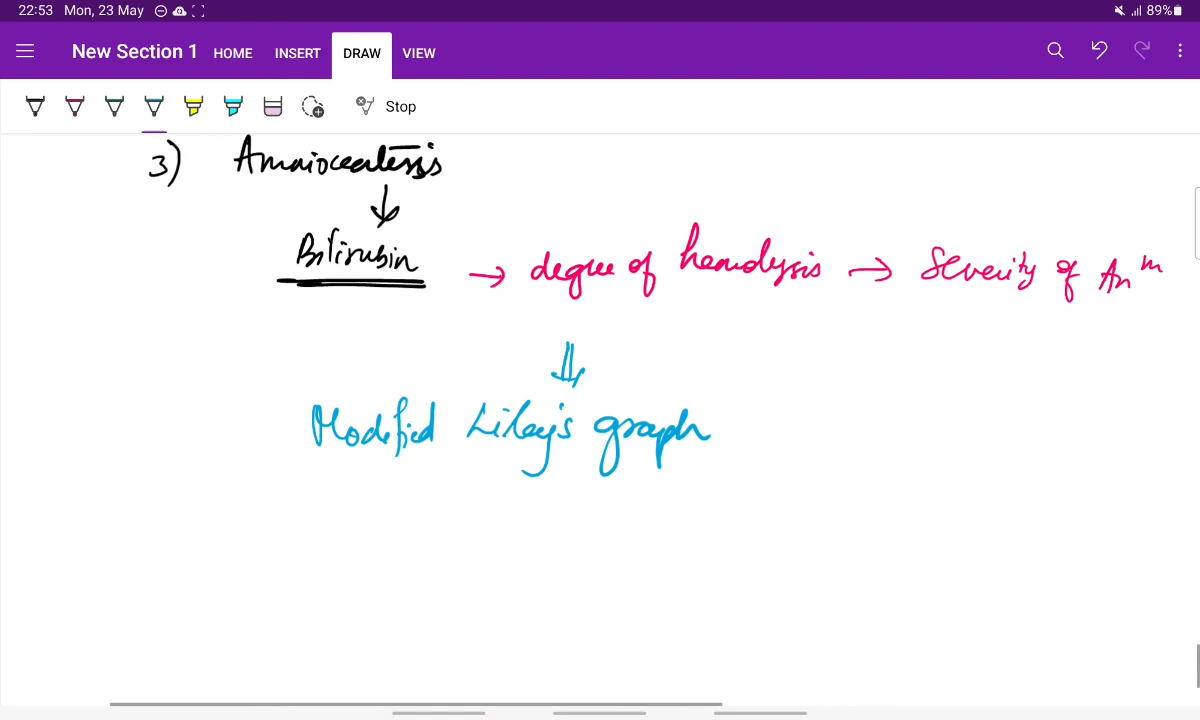 22:53 Mon, 23 May 89%
New Section 1 HOME INSERT DRAW VIEW
Stop
3) Amniocentesis
Bilirubin → degree of hemolysis → Severity of Anm
Modified Liley's graph